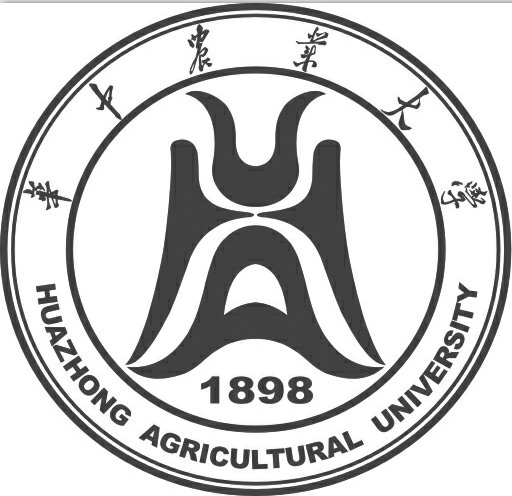 华中农业大学
1898
HUAZHONG AGRICULTURAL UNIVERSITY